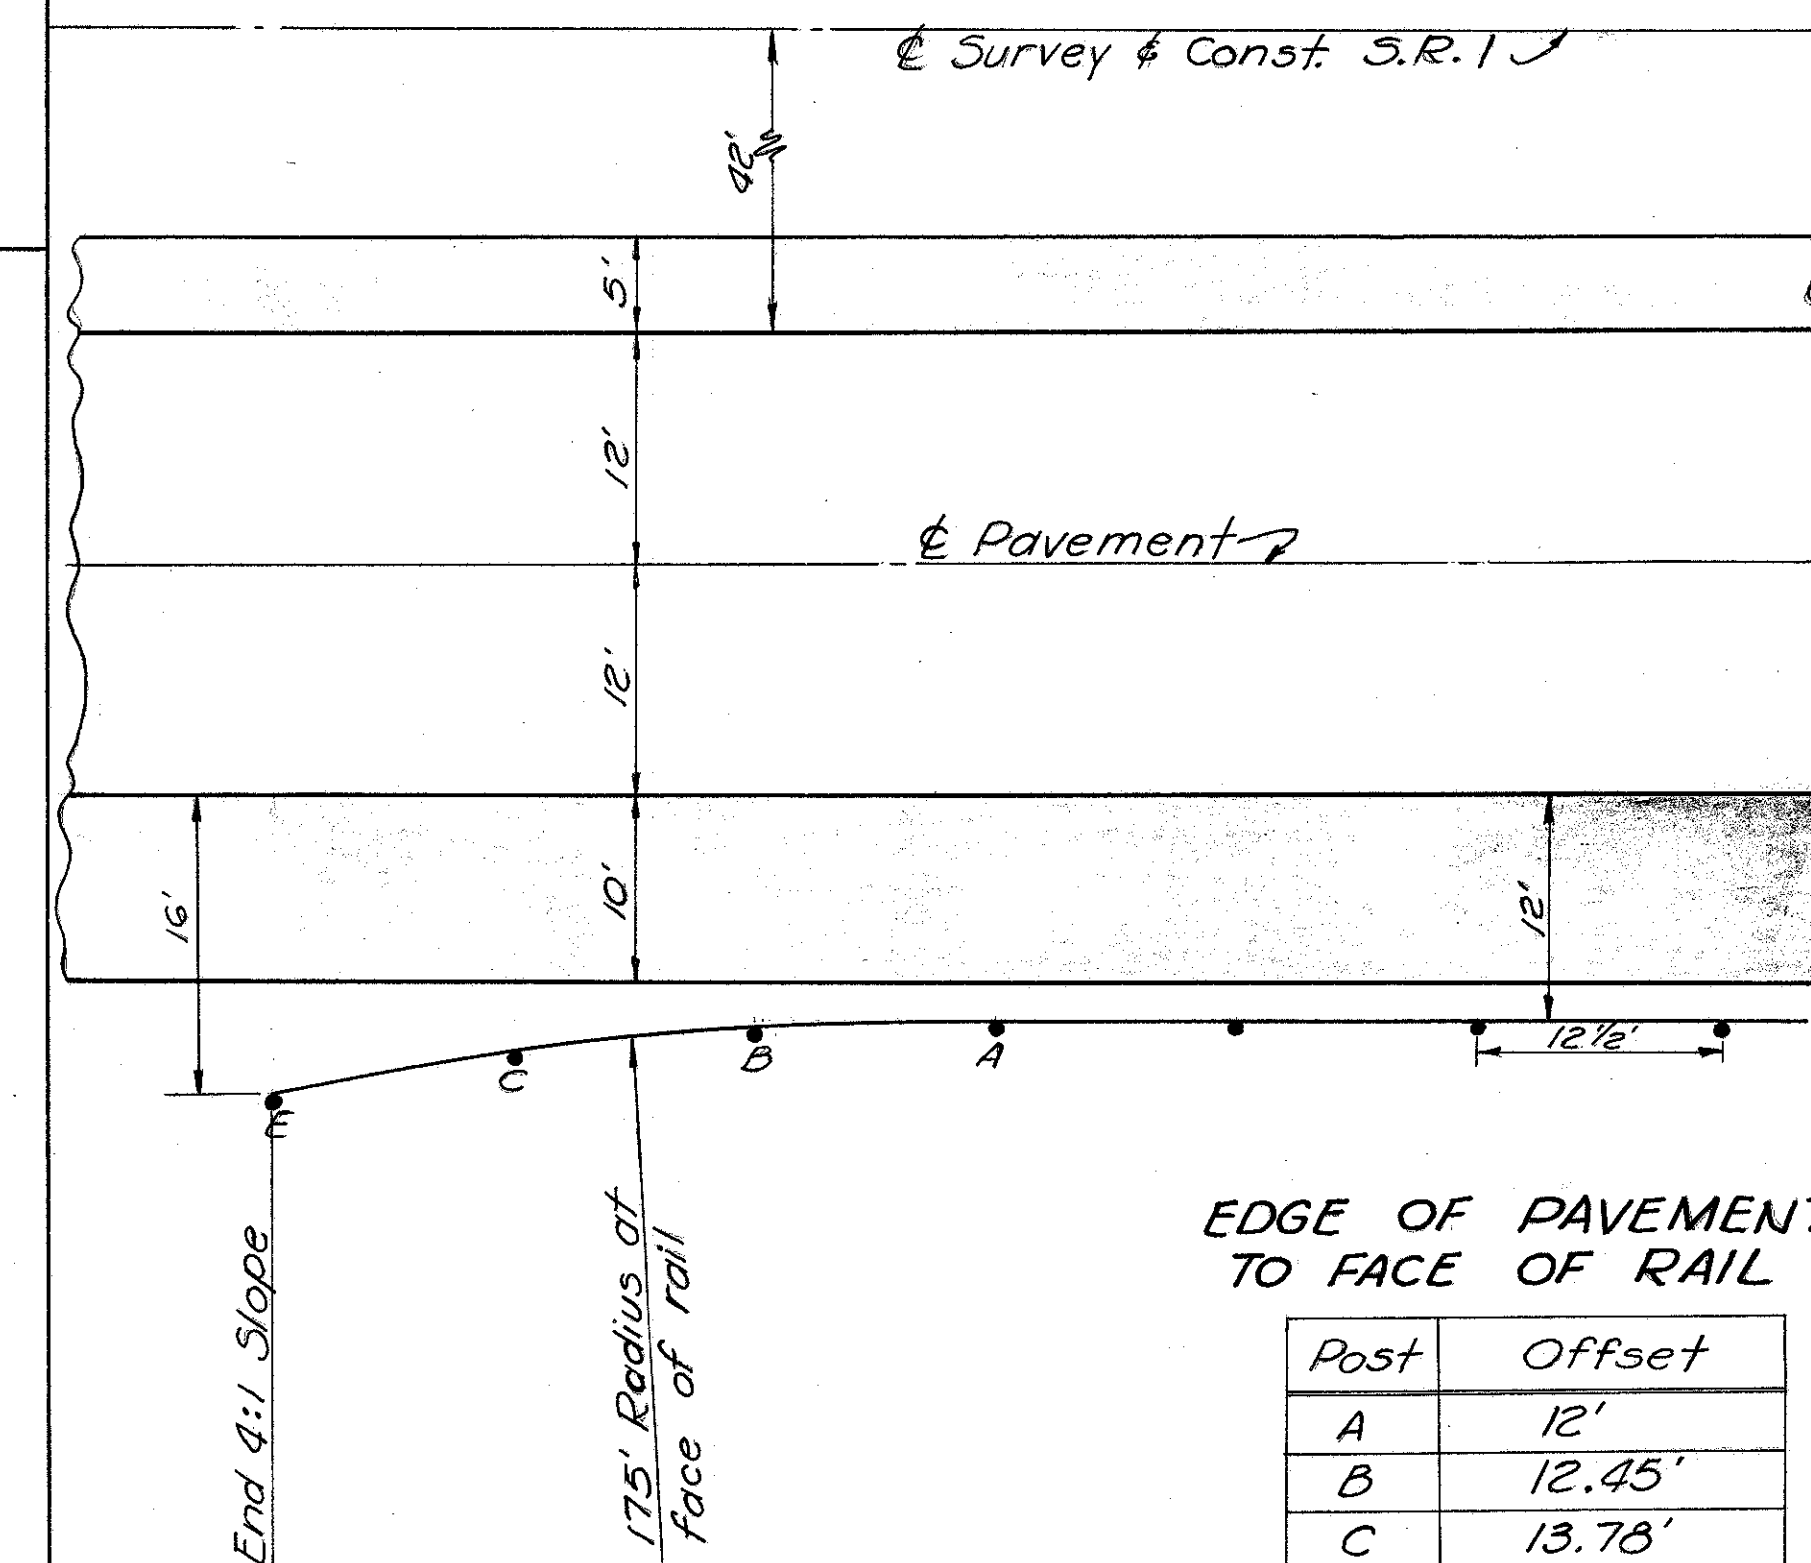 ℄ Survey & Const. S.R. 1
42'
5'
12'
℄ Pavement
12'
16'
10'
12'
12½'
A
B
C
E
End 4:1 Slope
175' Radius at
face of rail
EDGE OF PAVEMENT
TO FACE OF RAIL
Post Offset
A 12'
B 12.45'
C 13.78'